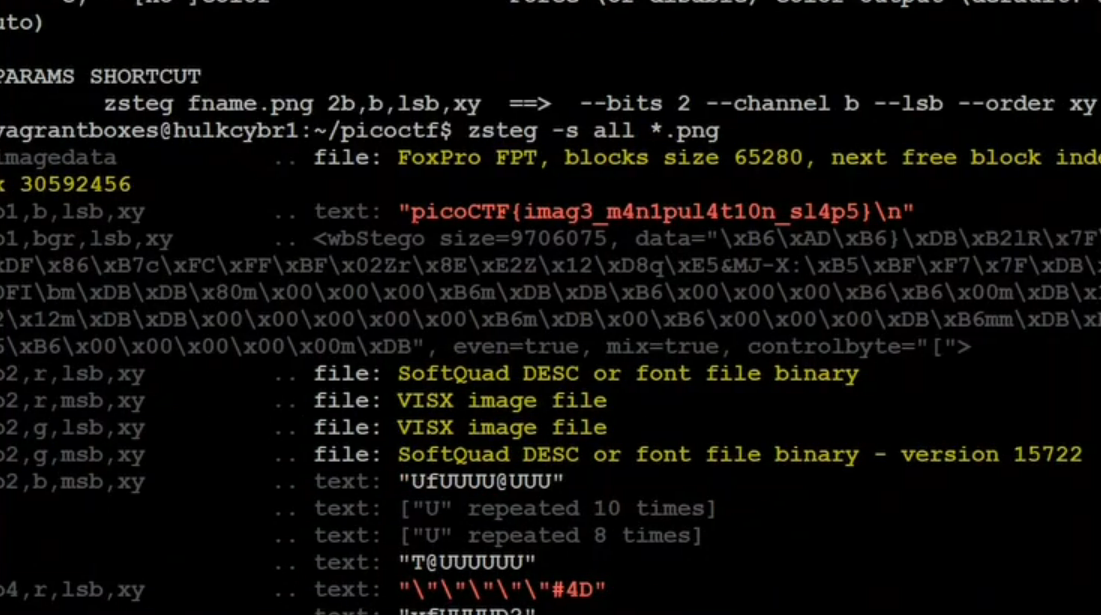 uto)
PARAMS SHORTCUT
zsteg fname.png 2b,b,lsb,xy ==> --bits 2 --channel b --lsb --order xy
vagrantboxes@hulkcybr1:~/picoctf$ zsteg -s all *.png
imagedata .. file: FoxPro FPT, blocks size 65280, next free block inde
x 30592456
b1,b,lsb,xy .. text: "picoCTF{imag3_m4n1pul4t10n_sl4p5}\n"
b1,bgr,lsb,xy .. <wbStego size=9706075, data="\xB6\xAD\xB6}\xDB\xB2lR\x7F\
xDF\x86\xB7c\xFC\xFF\xBF\x02Zr\x8E\xE2Z\x12\xD8q\xE5&MJ-X:\xB5\xBF\xF7\x7F\xDB\x
DFI\bm\xDB\xDB\x80m\x00\x00\x00\xB6m\xDB\xDB\xB6\x00\x00\x00\xB6\xB6\x00m\xDB\x1
2\x12m\xDB\xDB\x00\x00\x00\x00\x00\xB6m\xDB\x00\xB6\x00\x00\x00\xDB\xB6mm\xDB\xB
6\xB6\x00\x00\x00\x00\x00m\xDB", even=true, mix=true, controlbyte="[">
b2,r,lsb,xy .. file: SoftQuad DESC or font file binary
b2,r,msb,xy .. file: VISX image file
b2,g,lsb,xy .. file: VISX image file
b2,g,msb,xy .. file: SoftQuad DESC or font file binary - version 15722
b2,b,msb,xy .. text: "UfUUUU@UUU"
.. text: ["U" repeated 10 times]
.. text: ["U" repeated 8 times]
.. text: "T@UUUUUU"
b4,r,lsb,xy .. text: "\"\"\"\"\"#4D"